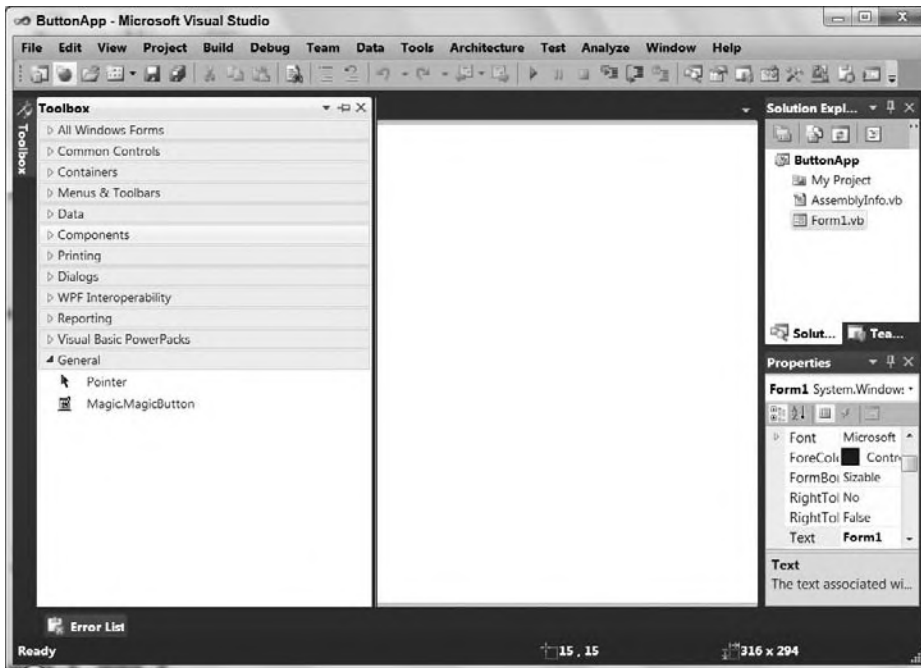 ButtonApp - Microsoft Visual Studio
File Edit View Project Build Debug Team Data Tools Architecture Test Analyze Window Help
Toolbox
Toolbox
All Windows Forms
Common Controls
Containers
Menus & Toolbars
Data
Components
Printing
Dialogs
WPF Interoperability
Reporting
Visual Basic PowerPacks
General
Pointer
Magic.MagicButton
Solution Expl...
ButtonApp
My Project
AssemblyInfo.vb
Form1.vb
Solut... Tea...
Properties
Form1 System.Window:
Font Microsoft
ForeColo Contr
FormBor Sizable
RightTol No
RightTol False
Text Form1
Text
The text associated wi...
Error List
Ready 15 , 15 316 x 294